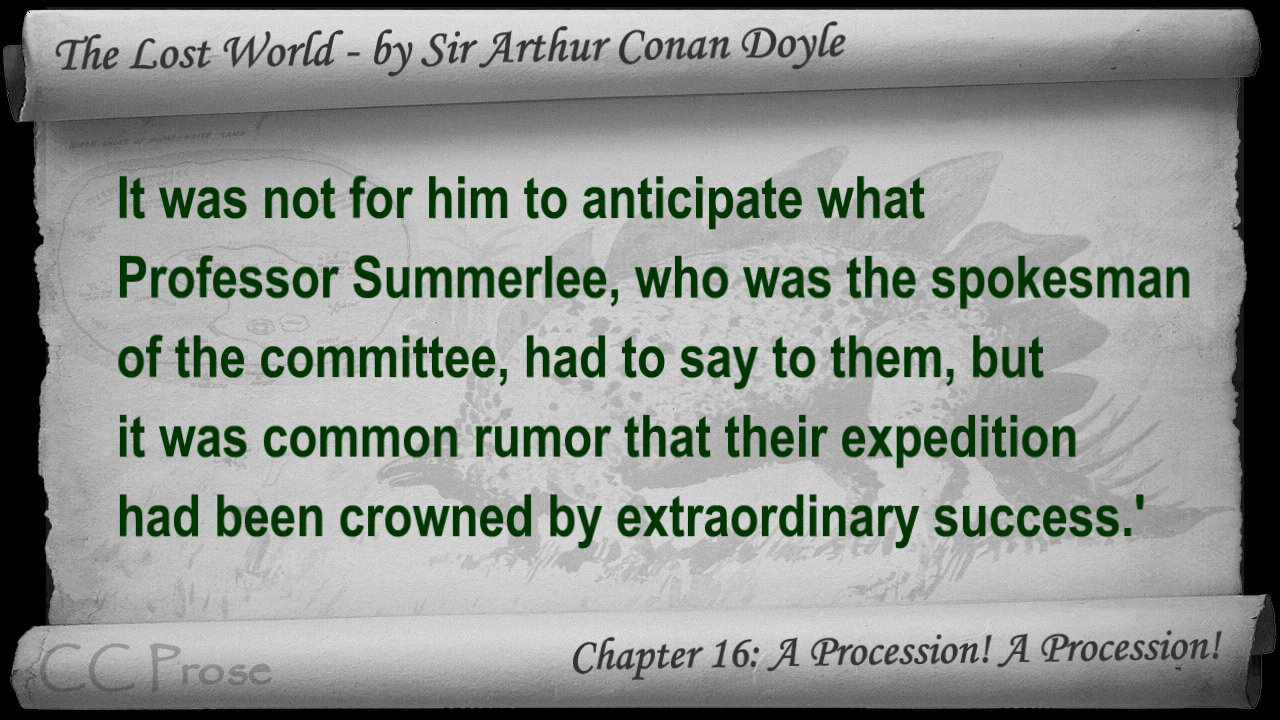 The Lost World - by Sir Arthur Conan Doyle
It was not for him to anticipate what
Professor Summerlee, who was the spokesman
of the committee, had to say to them, but
it was common rumor that their expedition
had been crowned by extraordinary success.'
Chapter 16: A Procession! A Procession!
CC Prose